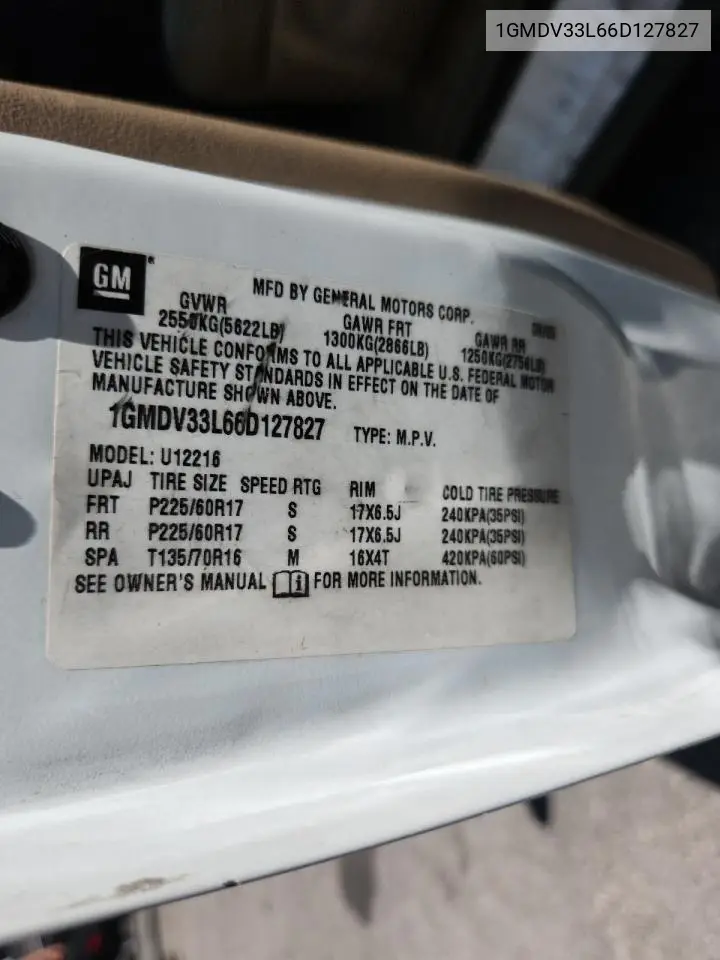 1GMDV33L66D127827
GM
MFD BY GENERAL MOTORS CORP.
GVWR GAWR FRT GAWR RR
2550KG(5622LB) 1300KG(2866LB) 1250KG(2756LB)
THIS VEHICLE CONFORMS TO ALL APPLICABLE U.S. FEDERAL MOTOR
VEHICLE SAFETY STANDARDS IN EFFECT ON THE DATE OF
MANUFACTURE SHOWN ABOVE.
1GMDV33L66D127827 TYPE: M.P.V.
MODEL: U12216
UPAJ TIRE SIZE SPEED RTG RIM COLD TIRE PRESSURE
FRT P225/60R17 S 17X6.5J 240KPA(35PSI)
RR P225/60R17 S 17X6.5J 240KPA(35PSI)
SPA T135/70R16 M 16X4T 420KPA(60PSI)
SEE OWNER'S MANUAL i FOR MORE INFORMATION.